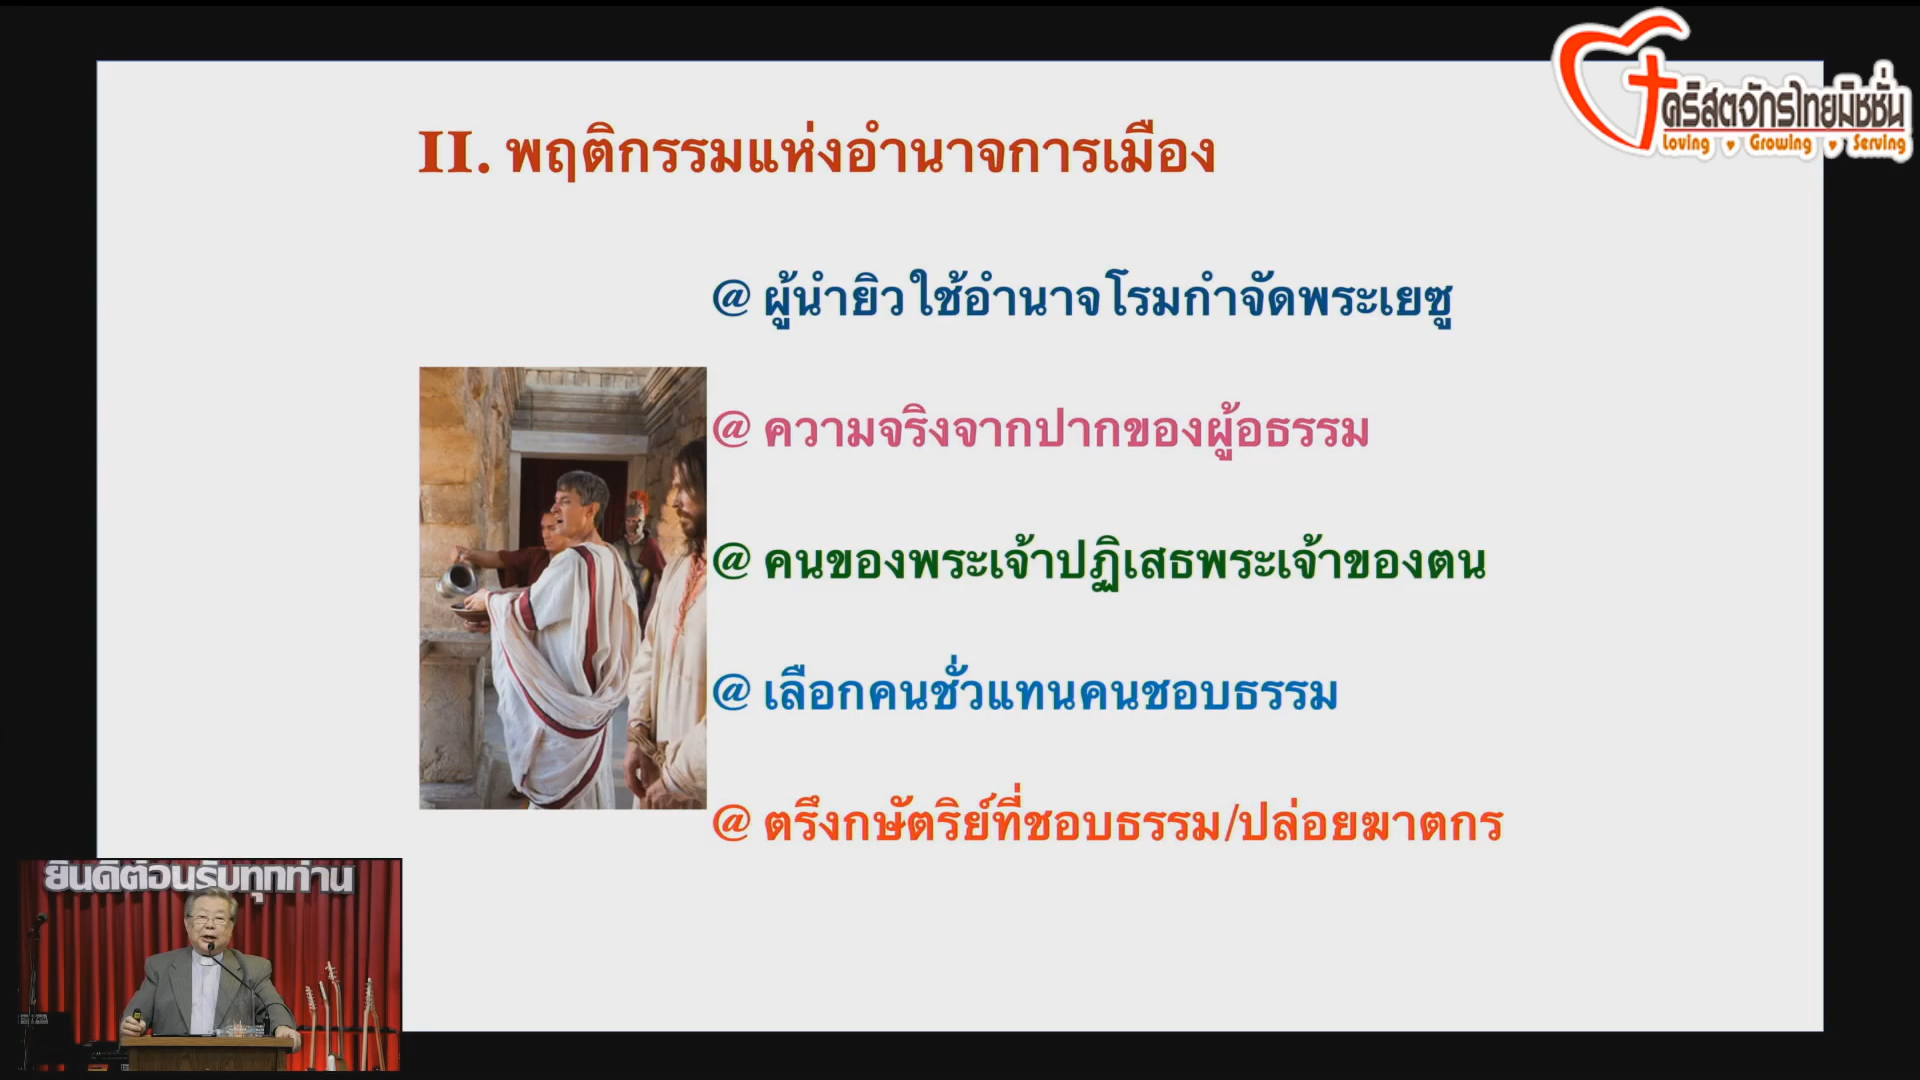 คริสตจักรไทยมิชชั่น
Loving ♥ Growing ♥ Serving
II. พฤติกรรมแห่งอำนาจการเมือง
@ ผู้นำยิวใช้อำนาจโรมกำจัดพระเยซู
@ ความจริงจากปากของผู้อธรรม
@ คนของพระเจ้าปฏิเสธพระเจ้าของตน
@ เลือกคนชั่วแทนคนชอบธรรม
@ ตรึงกษัตริย์ที่ชอบธรรม/ปล่อยฆาตกร
ยินดีต้อนรับทุกท่าน